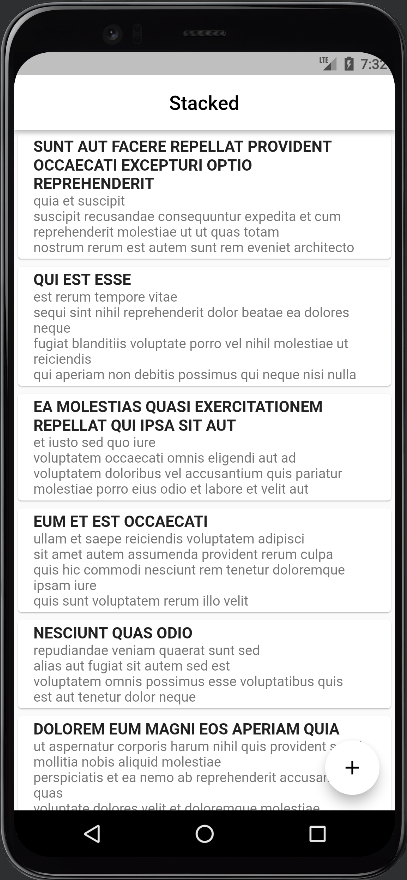 LTE 7:32
Stacked
SUNT AUT FACERE REPELLAT PROVIDENT
OCCAECATI EXCEPTURI OPTIO
REPREHENDERIT
quia et suscipit
suscipit recusandae consequuntur expedita et cum
reprehenderit molestiae ut ut quas totam
nostrum rerum est autem sunt rem eveniet architecto
QUI EST ESSE
est rerum tempore vitae
sequi sint nihil reprehenderit dolor beatae ea dolores
neque
fugiat blanditiis voluptate porro vel nihil molestiae ut
reiciendis
qui aperiam non debitis possimus qui neque nisi nulla
EA MOLESTIAS QUASI EXERCITATIONEM
REPELLAT QUI IPSA SIT AUT
et iusto sed quo iure
voluptatem occaecati omnis eligendi aut ad
voluptatem doloribus vel accusantium quis pariatur
molestiae porro eius odio et labore et velit aut
EUM ET EST OCCAECATI
ullam et saepe reiciendis voluptatem adipisci
sit amet autem assumenda provident rerum culpa
quis hic commodi nesciunt rem tenetur doloremque
ipsam iure
quis sunt voluptatem rerum illo velit
NESCIUNT QUAS ODIO
repudiandae veniam quaerat sunt sed
alias aut fugiat sit autem sed est
voluptatem omnis possimus esse voluptatibus quis
est aut tenetur dolor neque
DOLOREM EUM MAGNI EOS APERIAM QUIA
ut aspernatur corporis harum nihil quis provident
mollitia nobis aliquid molestiae
perspiciatis et ea nemo ab reprehenderit
quas
voluptate dolores velit et doloremque molestiae